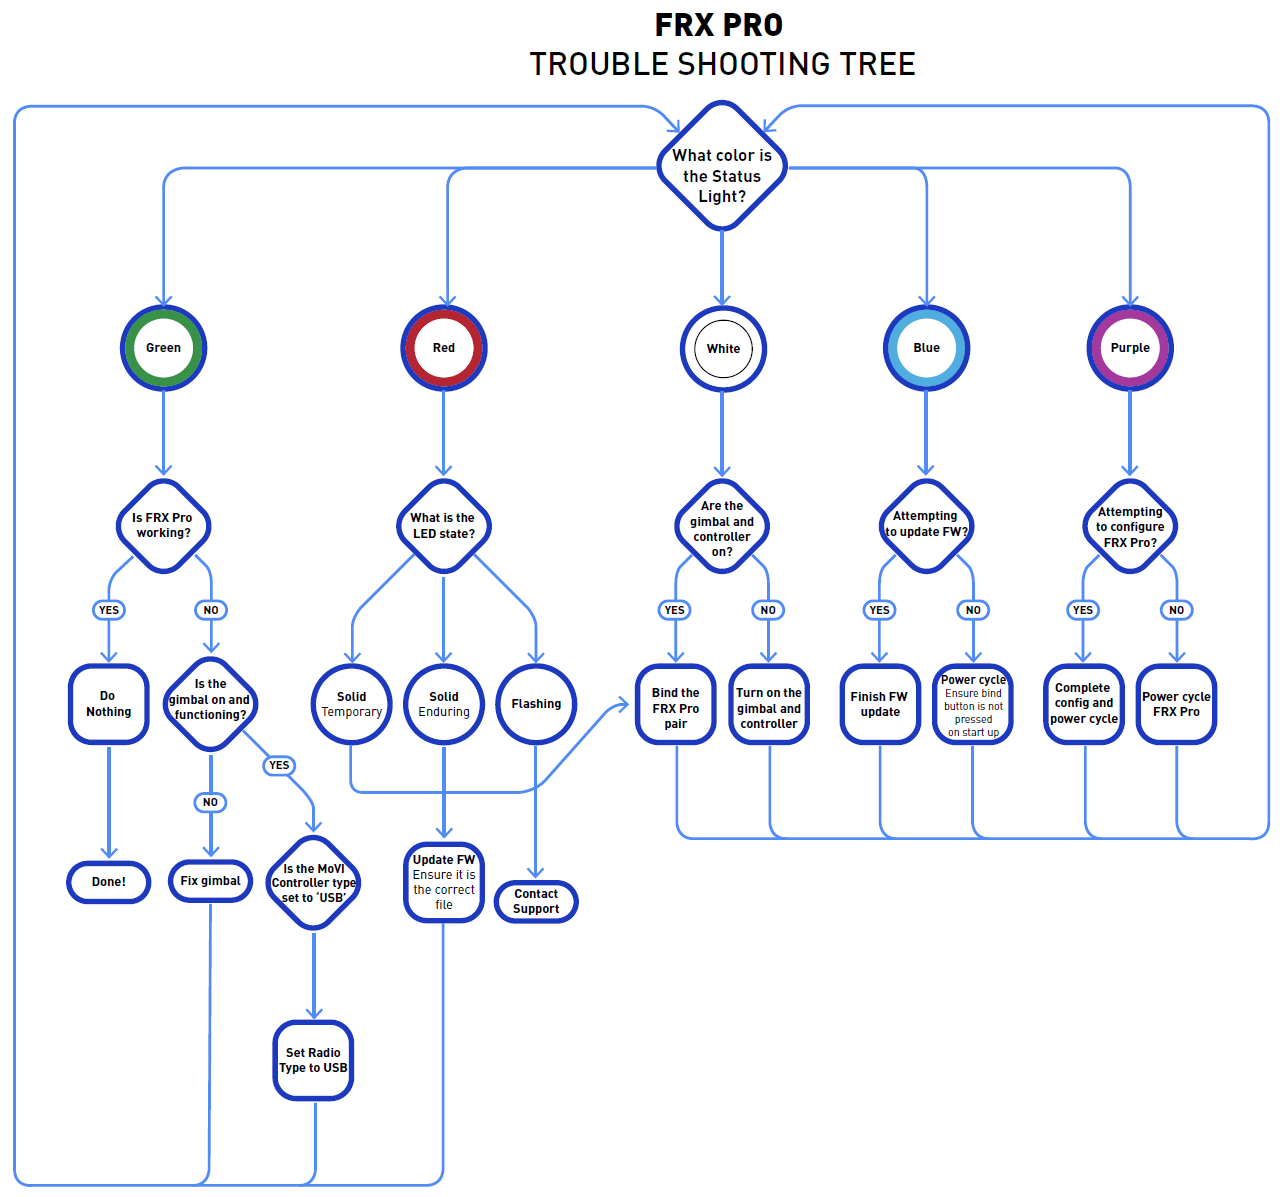 FRX PRO
TROUBLE SHOOTING TREE
What color is
the Status
Light?
Green
Red
White
Blue
Purple
Is FRX Pro
working?
What is the
LED state?
Are the
gimbal and
controller
on?
Attempting
to update FW?
Attempting
to configure
FRX Pro?
YES
NO
YES
NO
YES
NO
YES
NO
Do
Nothing
Is the
gimbal on and
functioning?
Solid
Temporary
Solid
Enduring
Flashing
Bind the
FRX Pro
pair
Turn on the
gimbal and
controller
Finish FW
update
Power cycle
Ensure bind
button is not
pressed
on start up
Complete
config and
power cycle
Power cycle
FRX Pro
YES
NO
Done!
Fix gimbal
Is the MoVI
Controller type
set to ‘USB’
Update FW
Ensure it is
the correct
file
Contact
Support
Set Radio
Type to USB